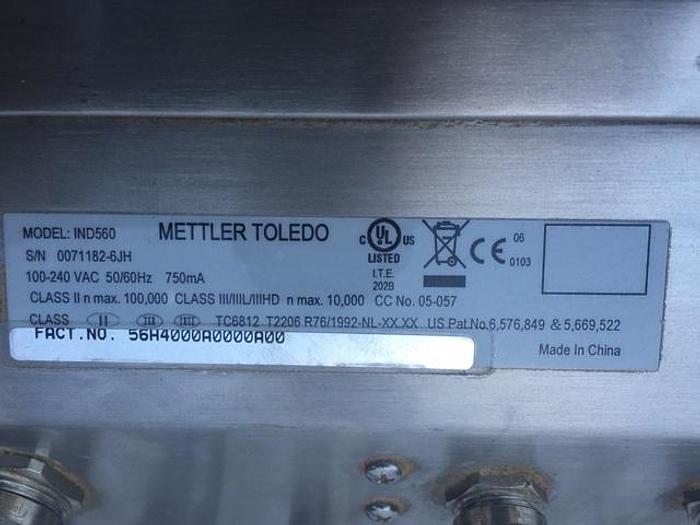 MODEL: IND560 METTLER TOLEDO
S/N 0071182-6JH
100-240 VAC 50/60Hz 750mA
CLASS II n max. 100,000 CLASS III/IIIL/IIIHD n max. 10,000 CC No. 05-057
CLASS II III IIII TC6812 T2206 R76/1992-NL-XX.XX US Pat.No.6,576,849 & 5,669,522
FACT.NO. 56H4000A0000A00
Made In China
C UL US
LISTED
I.T.E.
202B
CE 06
0103